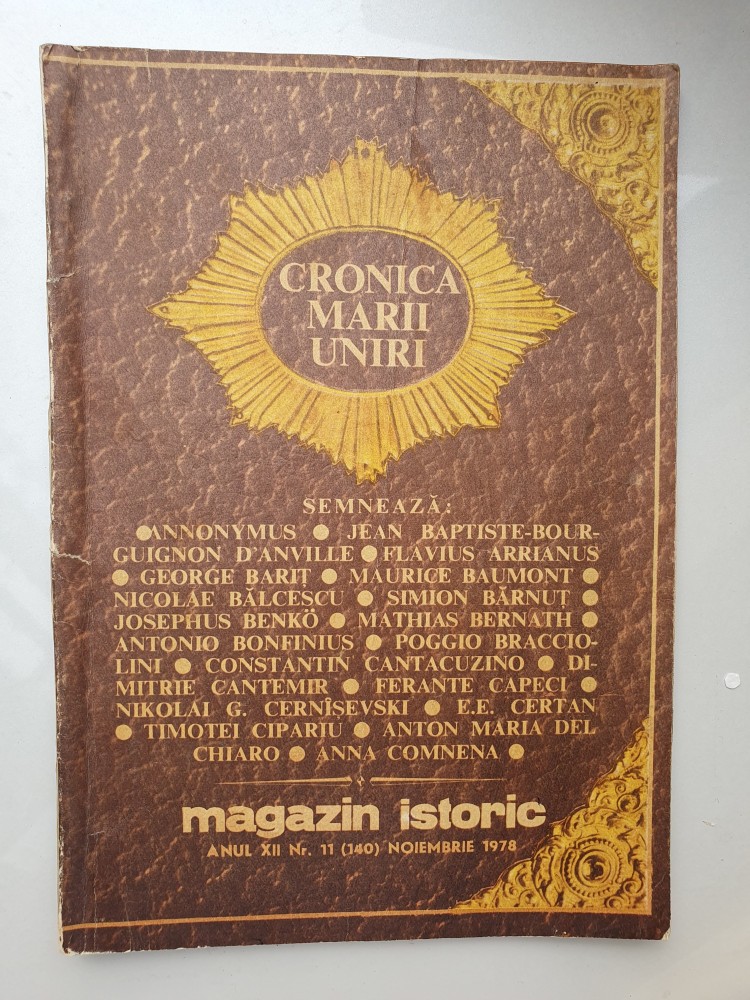 CRONICA
MARII
UNIRI
SEMNEAZĂ:
●ANNONYMUS ● JEAN BAPTISTE-BOUR-
GUIGNON D'ANVILLE ● FLAVIUS ARRIANUS
● GEORGE BARIȚ ● MAURICE BAUMONT ●
NICOLAE BĂLCESCU ● SIMION BĂRNUȚ ●
JOSEPHUS BENKÖ ● MATHIAS BERNATH ●
ANTONIO BONFINIUS ● POGGIO BRACCIO-
LINI ● CONSTANTIN CANTACUZINO ● DI-
MITRIE CANTEMIR ● FERANTE CAPECI ●
NIKOLAI G. CERNÎȘEVSKI ● E.E. CERTAN
● TIMOTEI CIPARIU ● ANTON MARIA DEL
CHIARO ● ANNA COMNENA ●
magazin istoric
ANUL XII Nr. 11 (140) NOIEMBRIE 1978